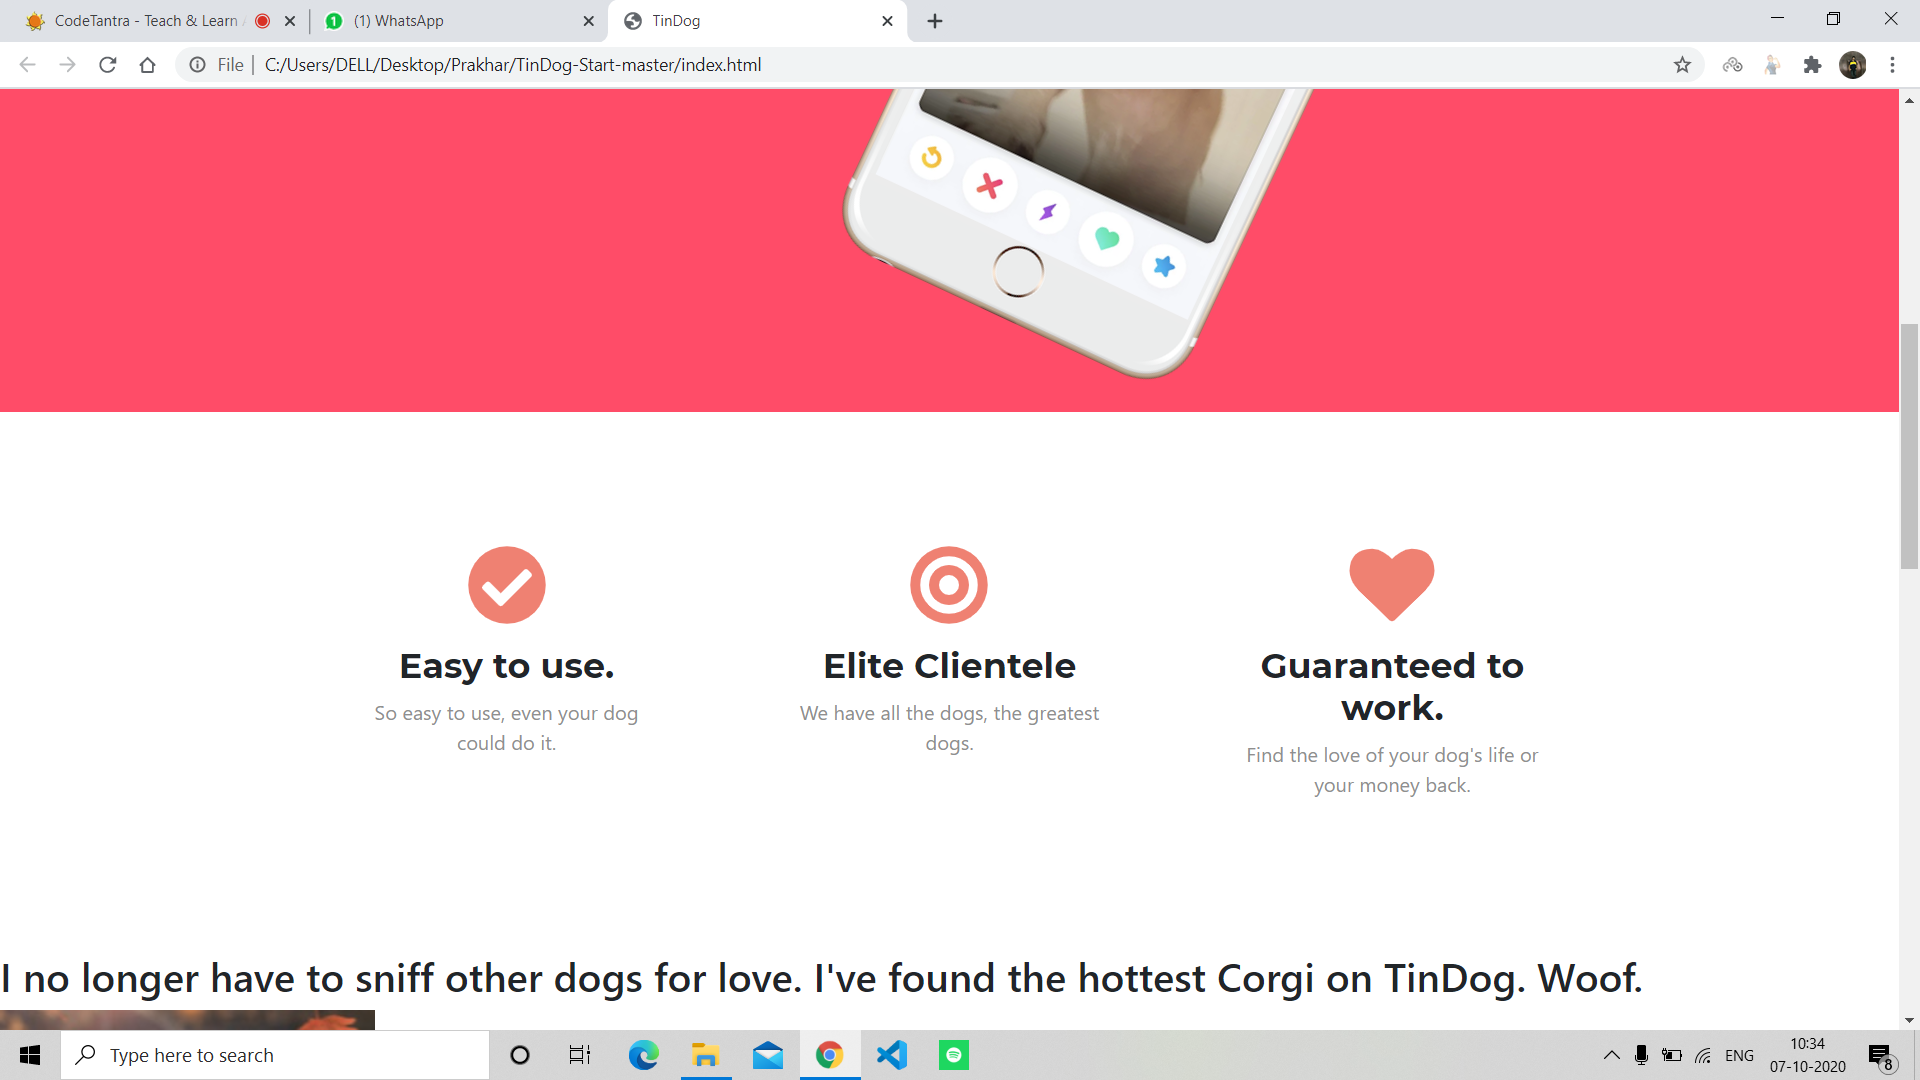 CodeTantra - Teach & Learn
(1) WhatsApp
TinDog
File
C:/Users/DELL/Desktop/Prakhar/TinDog-Start-master/index.html
Easy to use.
So easy to use, even your dog
could do it.
Elite Clientele
We have all the dogs, the greatest
dogs.
Guaranteed to
work.
Find the love of your dog's life or
your money back.
I no longer have to sniff other dogs for love. I've found the hottest Corgi on TinDog. Woof.
Type here to search
ENG
10:34
07-10-2020
8